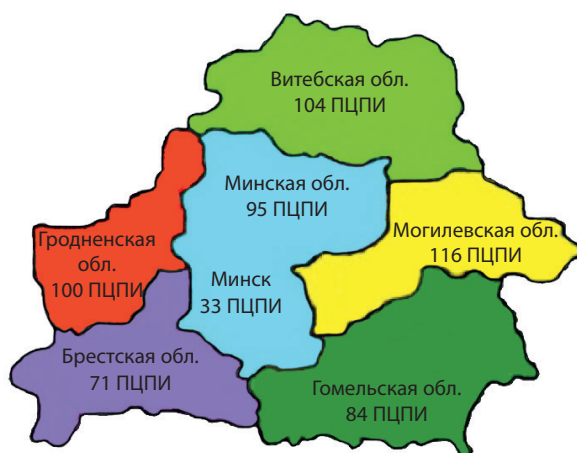 Витебская обл.
104 ПЦПИ
Минская обл.
95 ПЦПИ
Могилевская обл.
116 ПЦПИ
Гродненская
обл.
100 ПЦПИ
Минск
33 ПЦПИ
Брестская обл.
71 ПЦПИ
Гомельская обл.
84 ПЦПИ